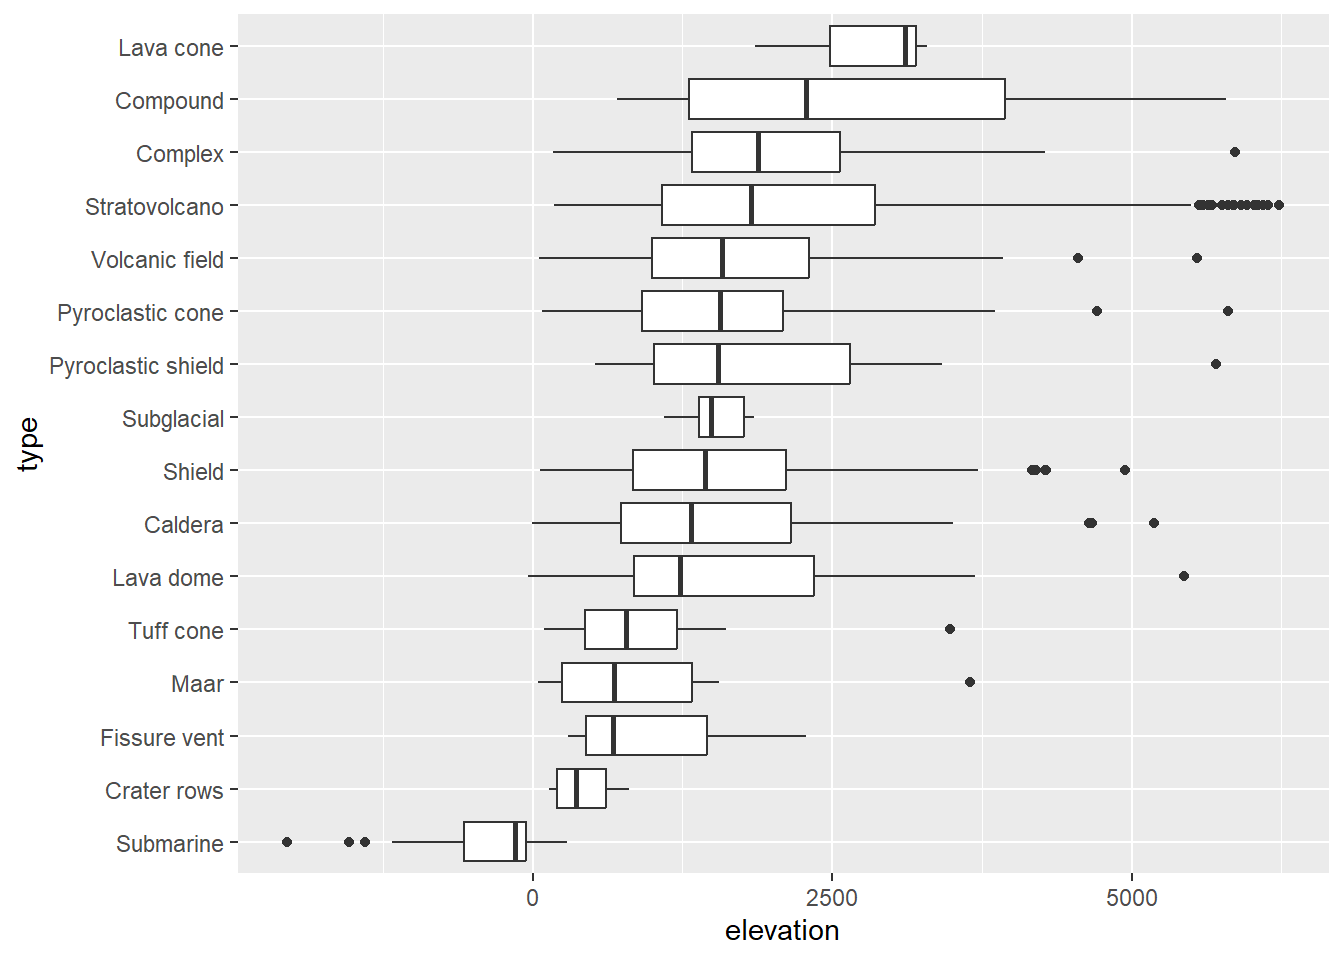 Lava cone
Compound
Complex
Stratovolcano
Volcanic field
Pyroclastic cone
Pyroclastic shield
Subglacial
Shield
Caldera
Lava dome
Tuff cone
Maar
Fissure vent
Crater rows
Submarine
type
0 2500 5000
elevation